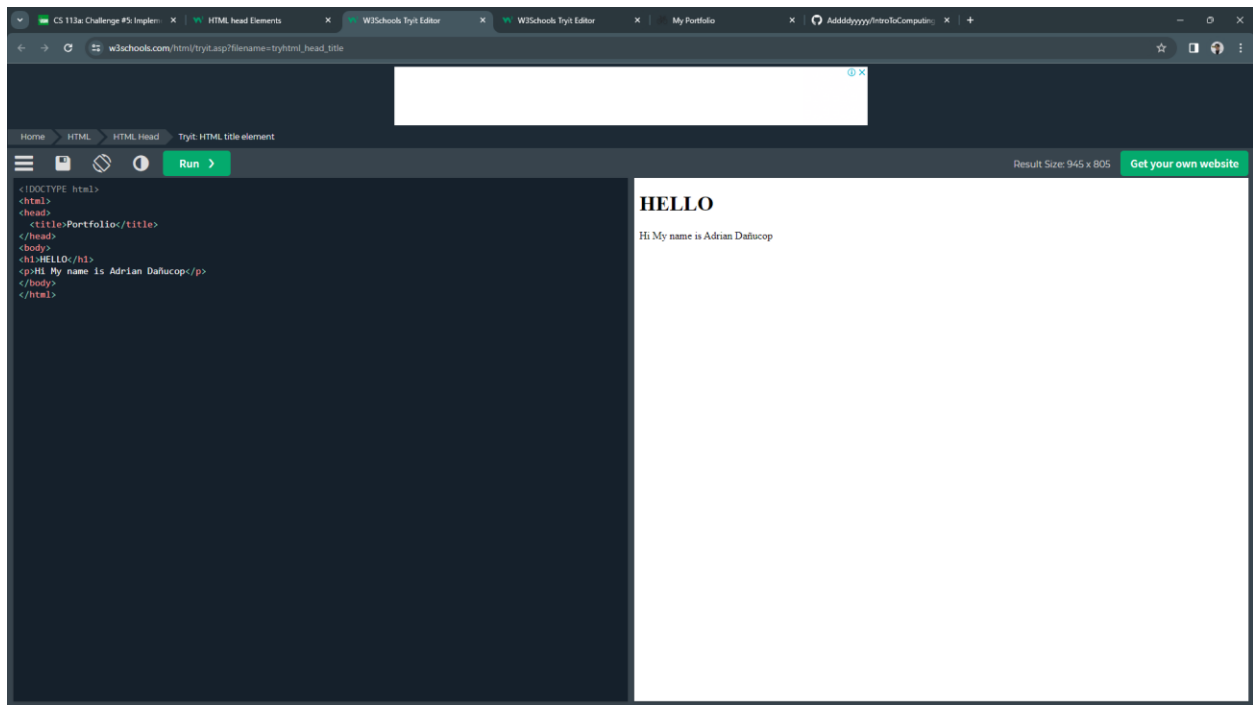 CS 113a: Challenge #5: Implem
HTML head Elements
W3Schools Tryit Editor
W3Schools Tryit Editor
My Portfolio
Addddyyyyy/IntroToComputing
w3schools.com/html/tryit.asp?filename=tryhtml_head_title
Home HTML HTML Head Tryit: HTML title element
Run ❯ Result Size: 945 x 805 Get your own website
<!DOCTYPE html>
<html>
<head>
<title>Portfolio</title>
</head>
<body>
<h1>HELLO</h1>
<p>Hi My name is Adrian Dañucop</p>
</body>
</html>
HELLO
Hi My name is Adrian Dañucop